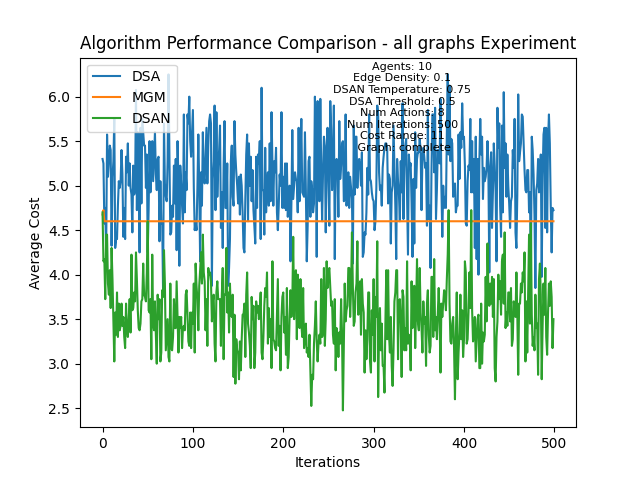 Algorithm Performance Comparison - all graphs Experiment
DSA
MGM
DSAN
Agents: 10
Edge Density: 0.1
DSAN Temperature: 0.75
DSA Threshold: 0.5
Num Actions: 8
Num Iterations: 500
Cost Range: 11
Graph: complete
Average Cost
6.0
5.5
5.0
4.5
4.0
3.5
3.0
2.5
0 100 200 300 400 500
Iterations